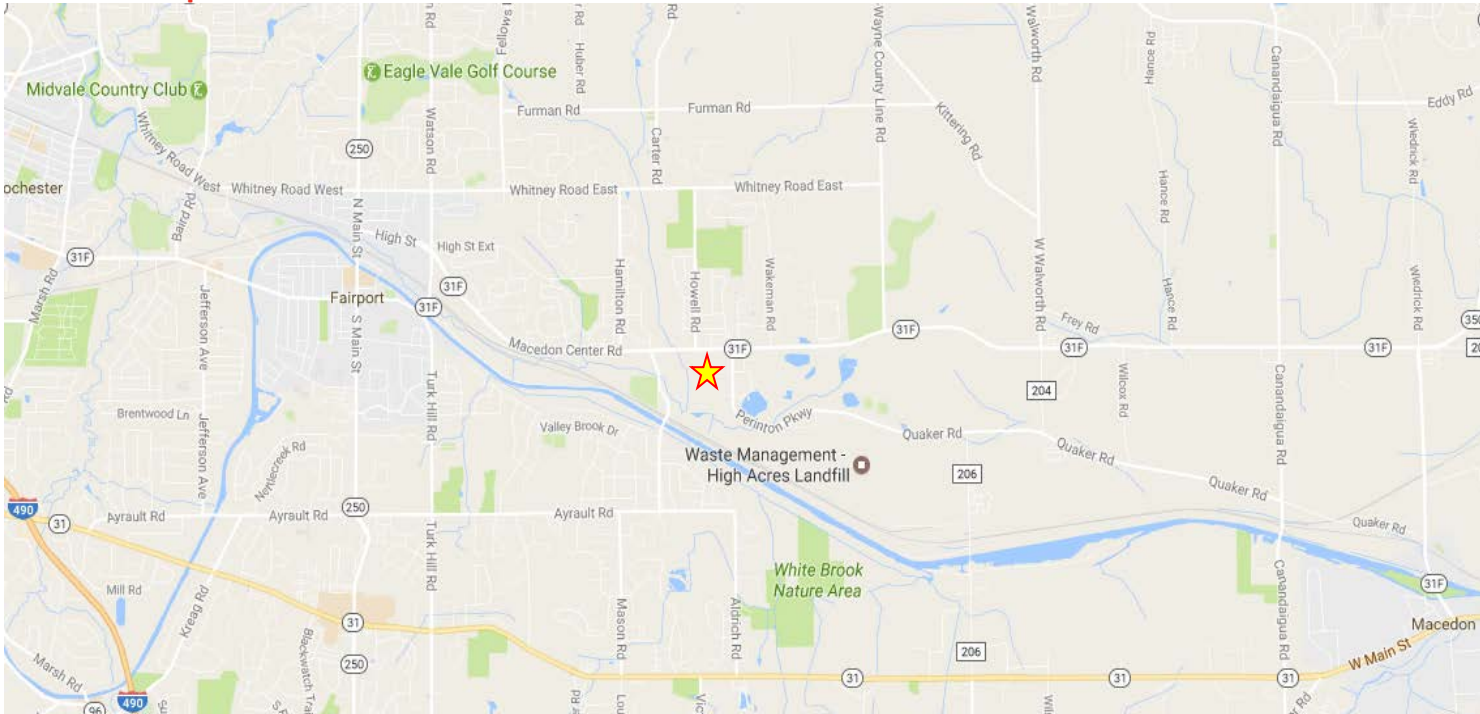 Fellows
Huber Rd
Rd
Wayne County Line Rd
Walworth Rd
Hance Rd
Canandaigua Rd
Eddy Rd
Midvale Country Club
Eagle Vale Golf Course
Furman Rd
Furman Rd
Kittering Rd
Whitney Road West
Watson Rd
Carter Rd
Wiedrick Rd
250
ochester
Whitney Road West
Whitney Road East
Whitney Road East
Hance Rd
Baird Rd
N Main St
High St
High St Ext
31F
31F
Marsh Rd
Jefferson Ave
Fairport
31F
Hamilton Rd
Howell Rd
Wakeman Rd
W Walworth Rd
Hance Rd
Wiedrick Rd
Frey Rd
31F
350
Macedon Center Rd
31F
31F
31F
20
S Main St
Turk Hill Rd
204
Wilcox Rd
Canandaigua Rd
Brentwood Ln
Jefferson Ave
Valley Brook Dr
Perinton Pkwy
Quaker Rd
Quaker Rd
Waste Management -
High Acres Landfill
206
Quaker Rd
490
31
Ayrault Rd
Ayrault Rd
250
Ayrault Rd
Quaker Rd
Turk Hill Rd
White Brook
Nature Area
Canandaigua Rd
31F
Mill Rd
Kreag Rd
31
Mason Rd
Aldrich Rd
Macedon
Blackwatch Trai
250
206
W Main St
Marsh Rd
31
31
31
490
96